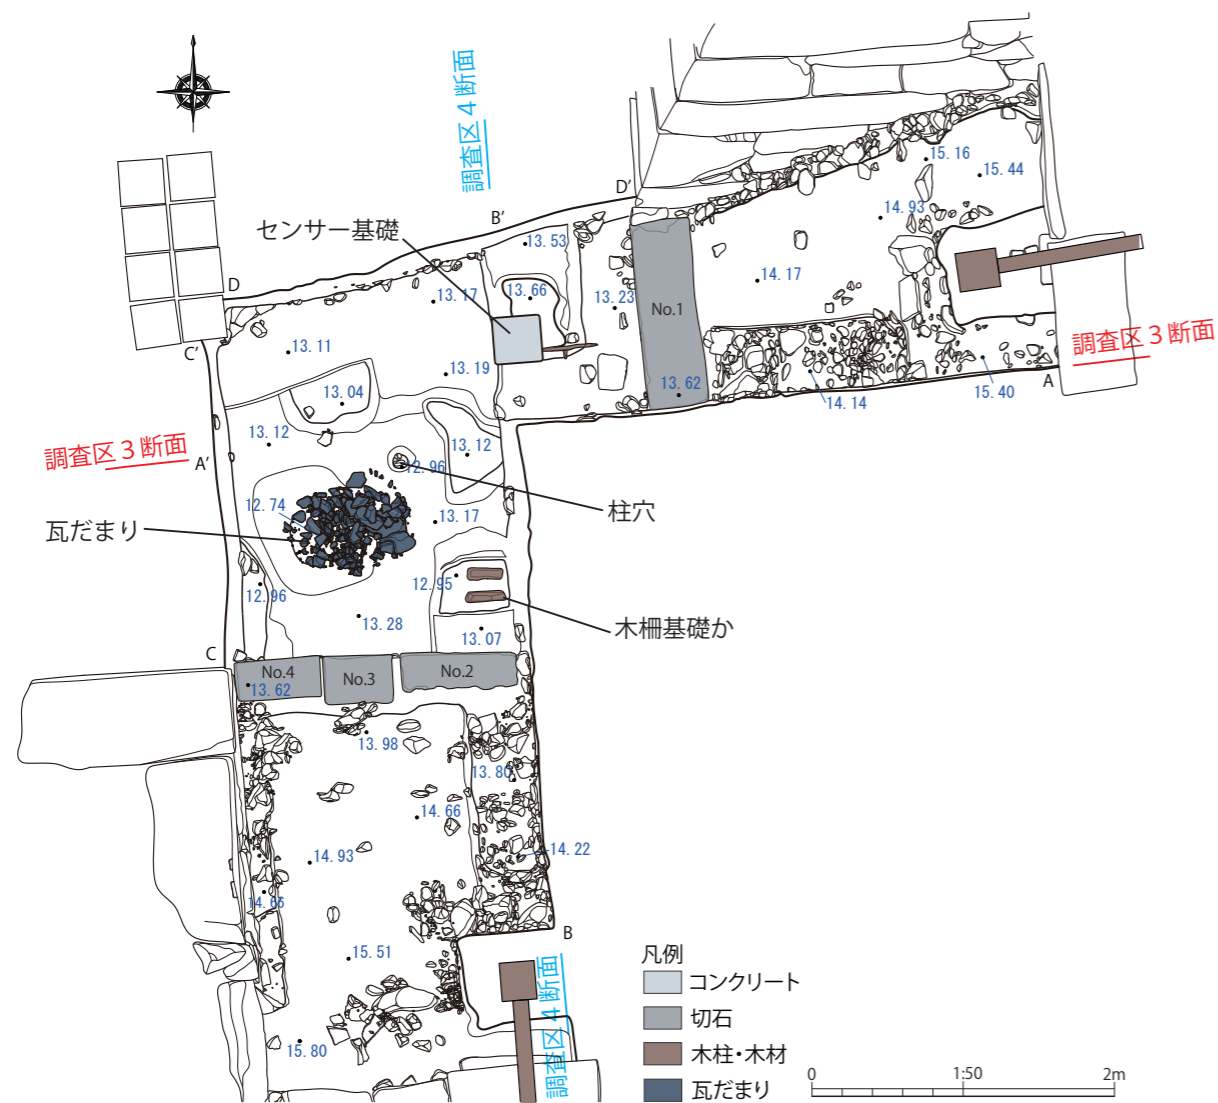 調査区４断面
D'
B'
センサー基礎
15.16
15.44
14.93
13.53
13.66
14.17
13.23
No.1
D
13.17
C'
13.11
13.19
13.04
13.62
14.14
15.40
A
調査区３断面
調査区３断面
A'
13.12
13.12
12.96
柱穴
瓦だまり
12.74
13.17
12.95
12.96
13.28
木柵基礎か
13.07
C
No.4
No.3
No.2
13.62
13.98
13.80
14.66
14.93
14.22
14.66
15.51
B
調査区４断面
15.80
凡例
コンクリート
切石
木柱・木材
瓦だまり
0
1:50
2m